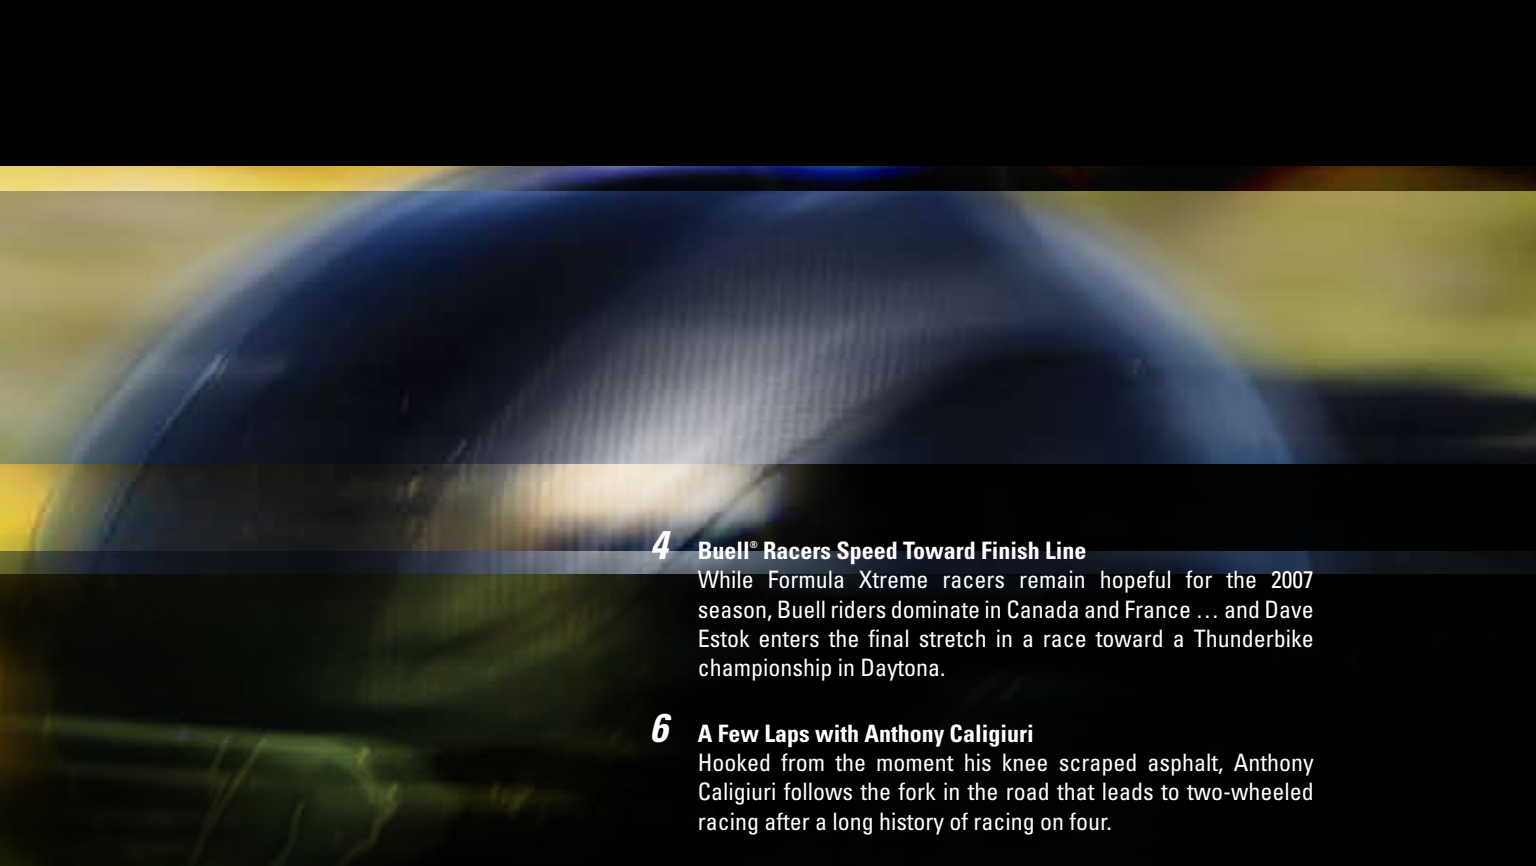 4 Buell® Racers Speed Toward Finish Line
While Formula Xtreme racers remain hopeful for the 2007
season, Buell riders dominate in Canada and France … and Dave
Estok enters the final stretch in a race toward a Thunderbike
championship in Daytona.
6 A Few Laps with Anthony Caligiuri
Hooked from the moment his knee scraped asphalt, Anthony
Caligiuri follows the fork in the road that leads to two-wheeled
racing after a long history of racing on four.